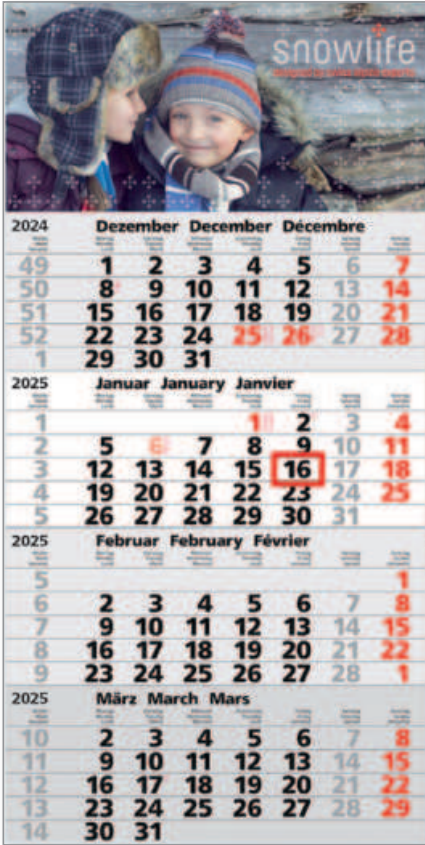 snowlife
2024 Dezember December Décembre
49 1 2 3 4 5 6 7
50 8 9 10 11 12 13 14
51 15 16 17 18 19 20 21
52 22 23 24 25 26 27 28
1 29 30 31
2025 Januar January Janvier
1 1 2 3 4
2 5 6 7 8 9 10 11
3 12 13 14 15 16 17 18
4 19 20 21 22 23 24 25
5 26 27 28 29 30 31
2025 Februar February Février
5 1
6 2 3 4 5 6 7 8
7 9 10 11 12 13 14 15
8 16 17 18 19 20 21 22
9 23 24 25 26 27 28 1
2025 März March Mars
10 2 3 4 5 6 7 8
11 9 10 11 12 13 14 15
12 16 17 18 19 20 21 22
13 23 24 25 26 27 28 29
14 30 31